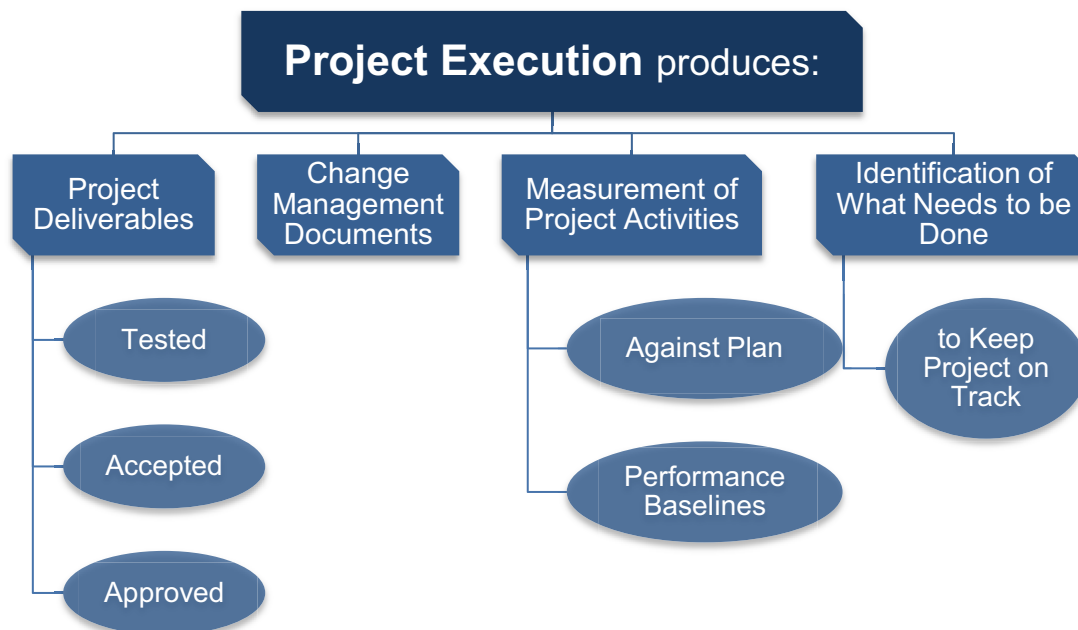 Project Execution produces:
Project
Deliverables
Change
Management
Documents
Measurement of
Project Activities
Identification of
What Needs to be
Done
Tested
Accepted
Approved
Against Plan
Performance
Baselines
to Keep
Project on
Track